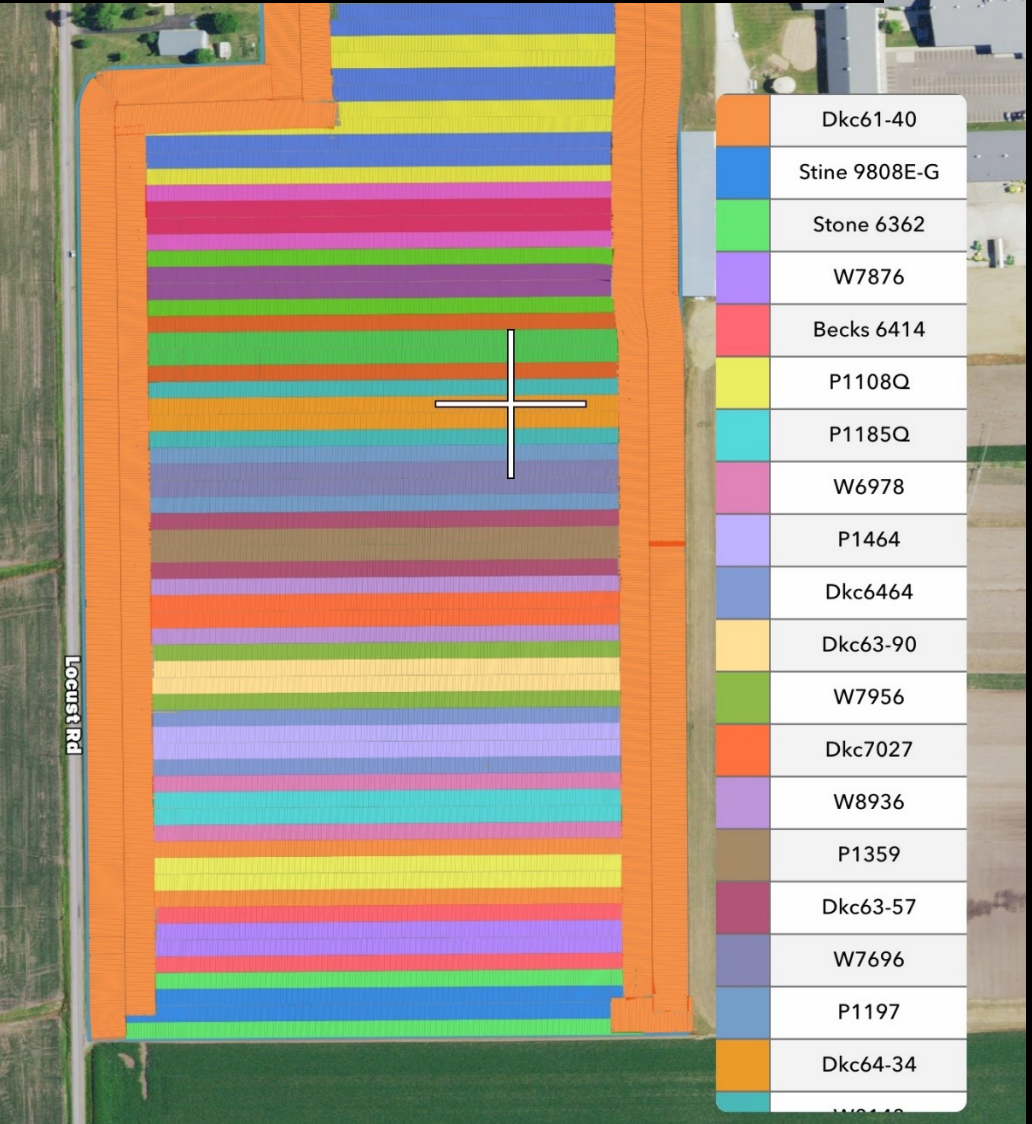 Locust Rd
Dkc61-40
Stine 9808E-G
Stone 6362
W7876
Becks 6414
P1108Q
P1185Q
W6978
P1464
Dkc6464
Dkc63-90
W7956
Dkc7027
W8936
P1359
Dkc63-57
W7696
P1197
Dkc64-34